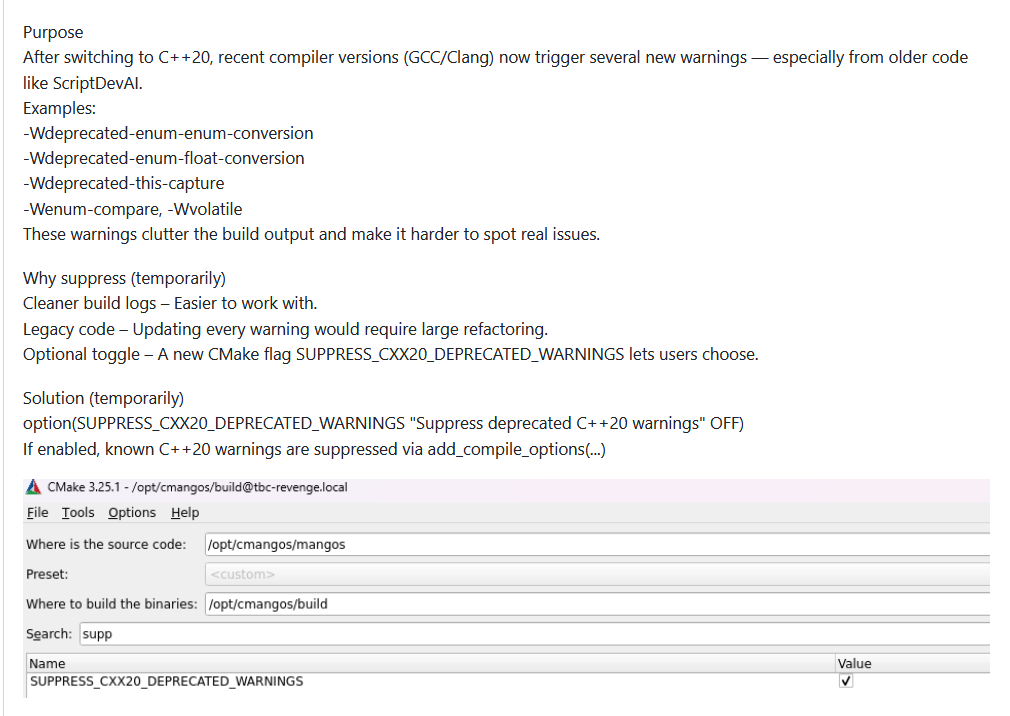 Purpose
After switching to C++20, recent compiler versions (GCC/Clang) now trigger several new warnings — especially from older code
like ScriptDevAI.
Examples:
-Wdeprecated-enum-enum-conversion
-Wdeprecated-enum-float-conversion
-Wdeprecated-this-capture
-Wenum-compare, -Wvolatile
These warnings clutter the build output and make it harder to spot real issues.
Why suppress (temporarily)
Cleaner build logs – Easier to work with.
Legacy code – Updating every warning would require large refactoring.
Optional toggle – A new CMake flag SUPPRESS_CXX20_DEPRECATED_WARNINGS lets users choose.
Solution (temporarily)
option(SUPPRESS_CXX20_DEPRECATED_WARNINGS "Suppress deprecated C++20 warnings" OFF)
If enabled, known C++20 warnings are suppressed via add_compile_options(...)
CMake 3.25.1 - /opt/cmangos/build@tbc-revenge.local
File Tools Options Help
Where is the source code: /opt/cmangos/mangos
Preset: <custom>
Where to build the binaries: /opt/cmangos/build
Search: supp
Name Value
SUPPRESS_CXX20_DEPRECATED_WARNINGS